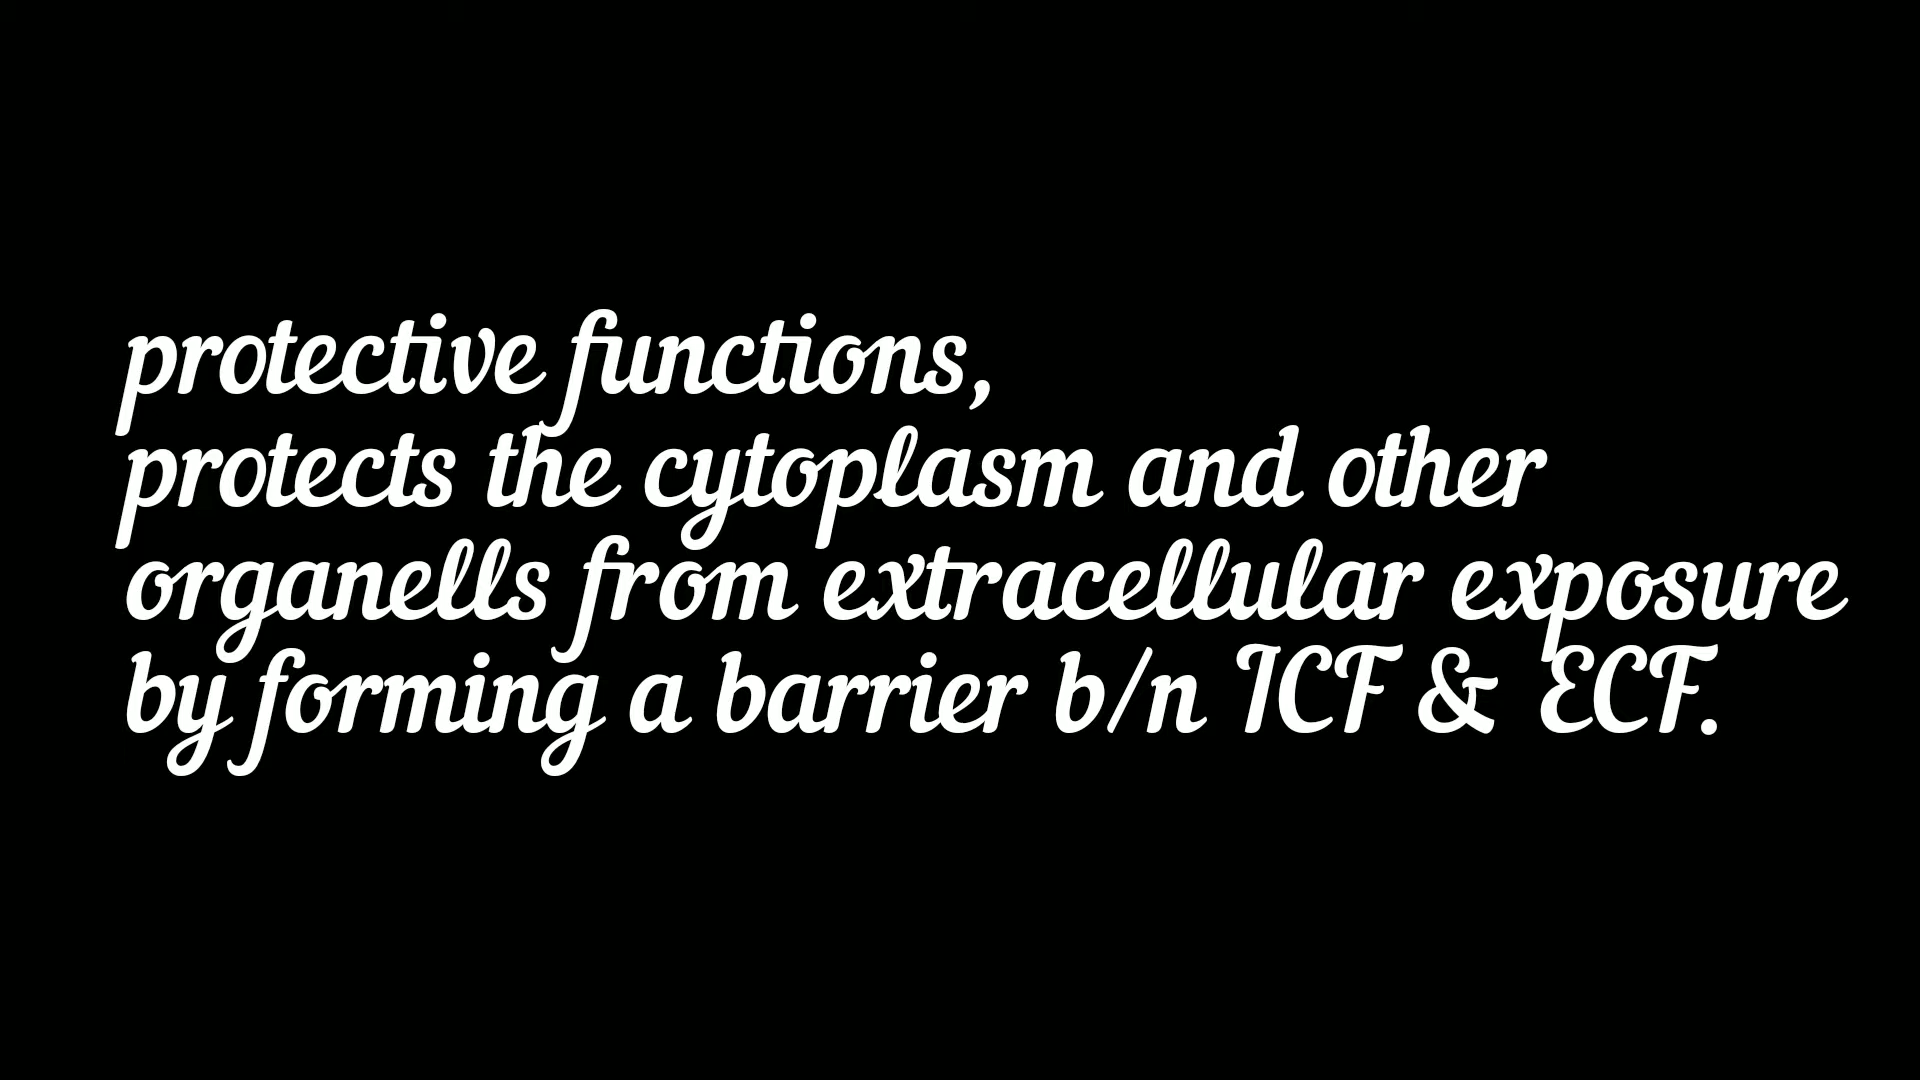 protective functions,
protects the cytoplasm and other
organells from extracellular exposure
by forming a barrier b/n ICF & ECF.